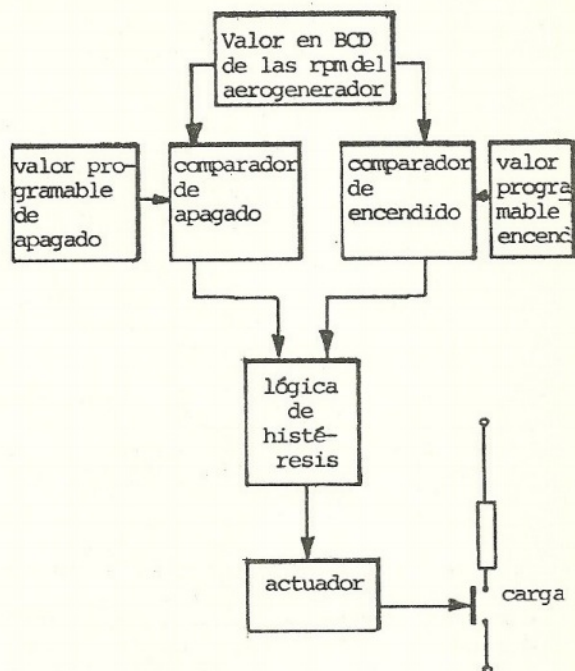 Valor en BCD
de las rpm del
aerogenerador
valor pro-
gramable
de
apagado
comparador
de
apagado
comparador
de
encendido
valor
progra
mable
encend
lógica
de
histé-
resis
actuador
carga